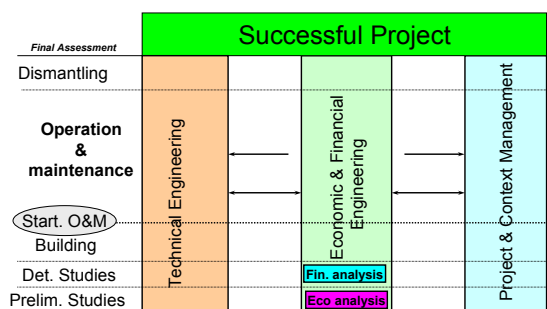 Final Assessment
Successful Project
Dismantling
Operation
&
maintenance
Start. O&M
Building
Det. Studies
Prelim. Studies
Technical Engineering
Economic & Financial
Engineering
Fin. analysis
Eco analysis
Project & Context Management